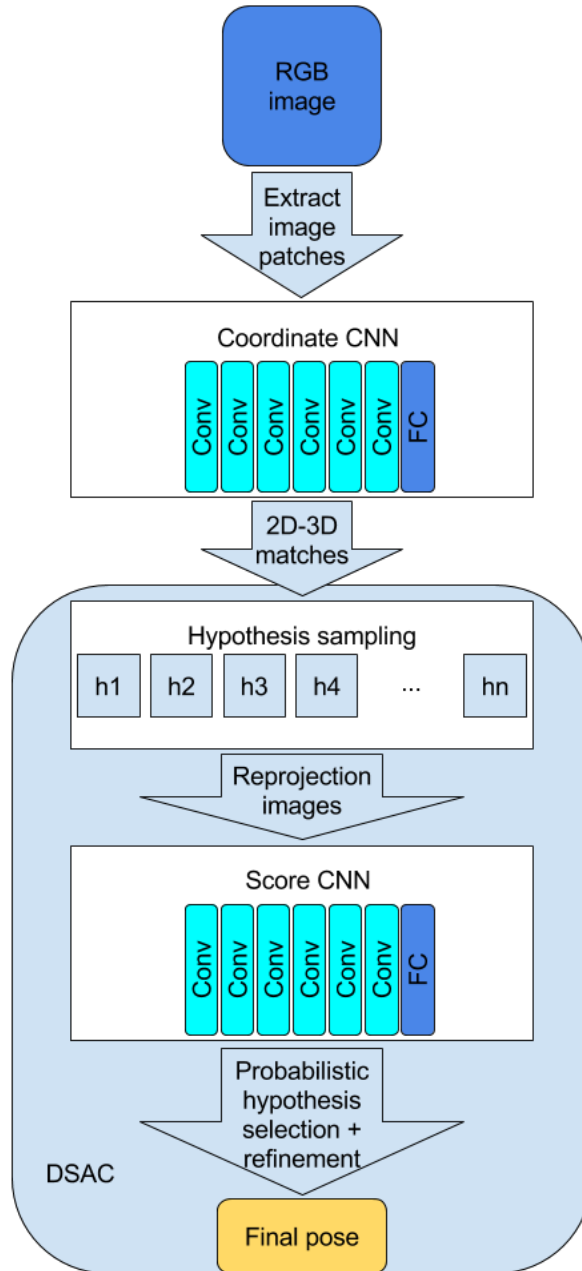 RGB
image
Extract
image
patches
Coordinate CNN
Conv Conv Conv Conv Conv Conv FC
2D-3D
matches
Hypothesis sampling
h1 h2 h3 h4 ... hn
Reprojection
images
Score CNN
Conv Conv Conv Conv Conv Conv FC
Probabilistic
hypothesis
selection +
refinement
DSAC
Final pose